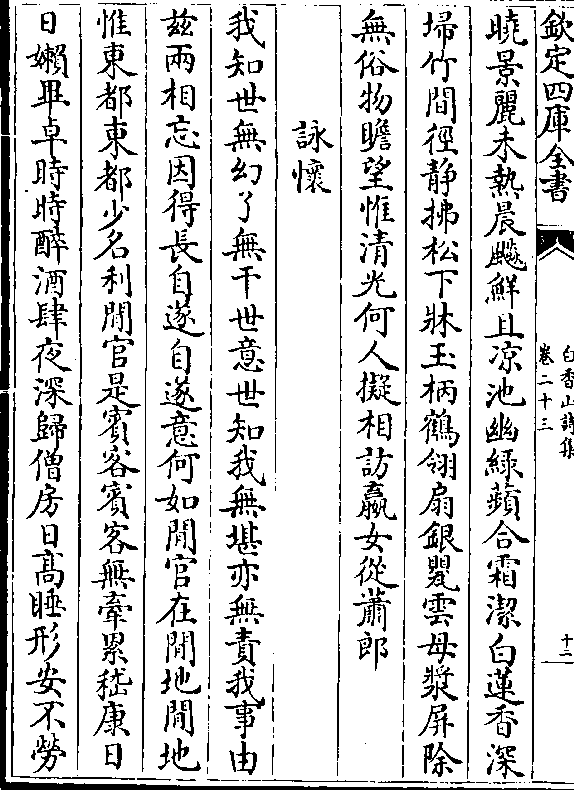 欽定四庫全書
白香山詩集
卷二十三
十二
曉景麗未熱晨飈鮮且凉池幽緑蘋合霜潔白蓮香深
埽竹間徑静拂松下牀玉柄鶴翎扇銀甖雲母漿屏除
無俗物瞻望惟清光何人擬相訪嬴女從蕭郎
詠懷
我知世無幻了無干世意世知我無堪亦無責我事由
兹兩相忘因得長自遂自遂意何如閒官在閒地閒地
惟東都東都少名利閒官是賓客賓客無牽累嵇康日
日嬾畢卓時時醉酒肆夜深歸僧房日高睡形安不勞